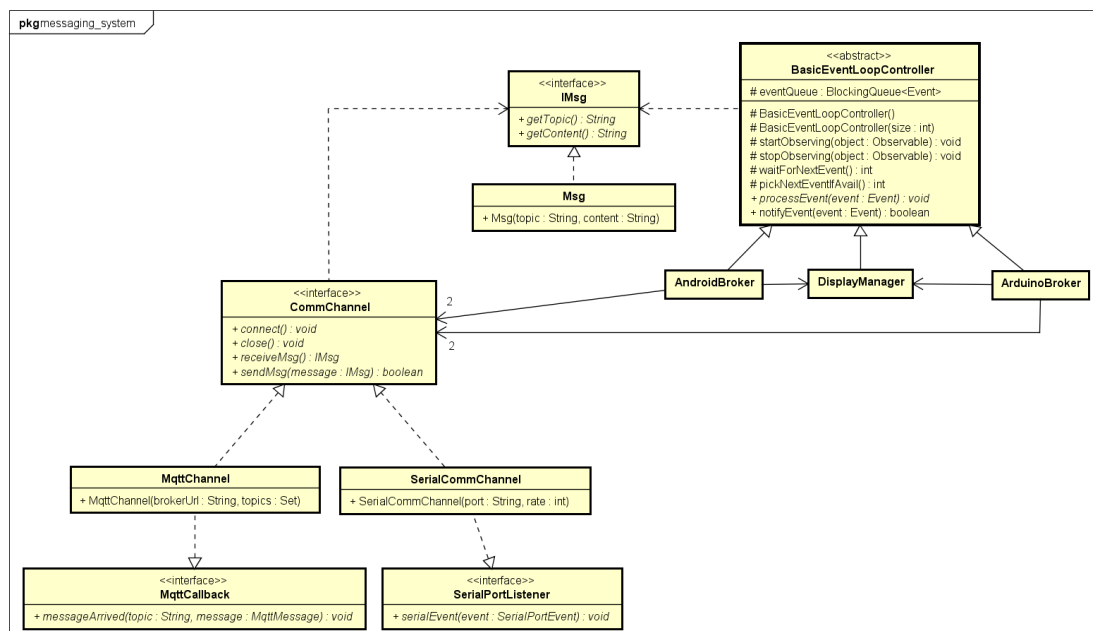 pkg messaging_system
<<abstract>>
BasicEventLoopController
# eventQueue : BlockingQueue<Event>
# BasicEventLoopController()
# BasicEventLoopController(size : int)
# startObserving(object : Observable) : void
# stopObserving(object : Observable) : void
# waitForNextEvent() : int
# pickNextEventIfAvail() : int
+ processEvent(event : Event) : void
+ notifyEvent(event : Event) : boolean
<<interface>>
IMsg
+ getTopic() : String
+ getContent() : String
Msg
+ Msg(topic : String, content : String)
AndroidBroker
DisplayManager
ArduinoBroker
<<interface>>
CommChannel
+ connect() : void
+ close() : void
+ receiveMsg() : IMsg
+ sendMsg(message : IMsg) : boolean
2
2
MqttChannel
+ MqttChannel(brokerUrl : String, topics : Set)
SerialCommChannel
+ SerialCommChannel(port : String, rate : int)
<<interface>>
MqttCallback
+ messageArrived(topic : String, message : MqttMessage) : void
<<interface>>
SerialPortListener
+ serialEvent(event : SerialPortEvent) : void